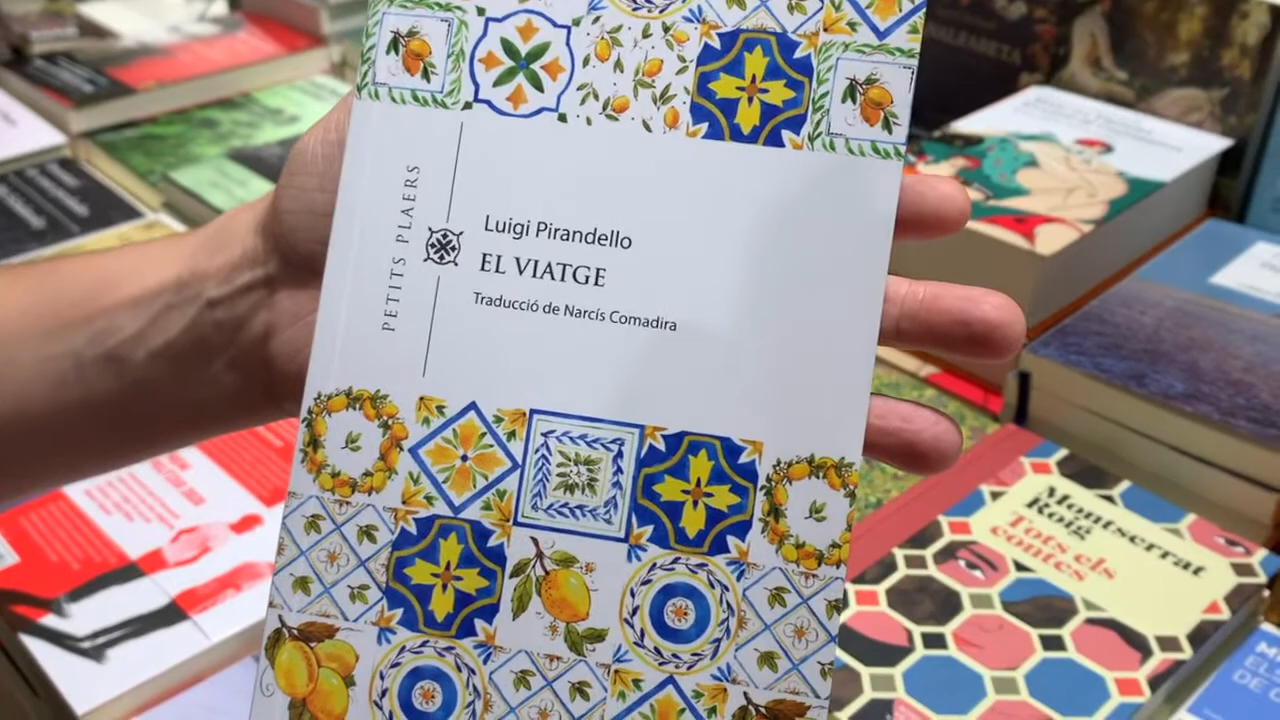 PETITS PLAERS
Luigi Pirandello
EL VIATGE
Traducció de Narcís Comadira
Montserrat
Roig
Tots els
contes